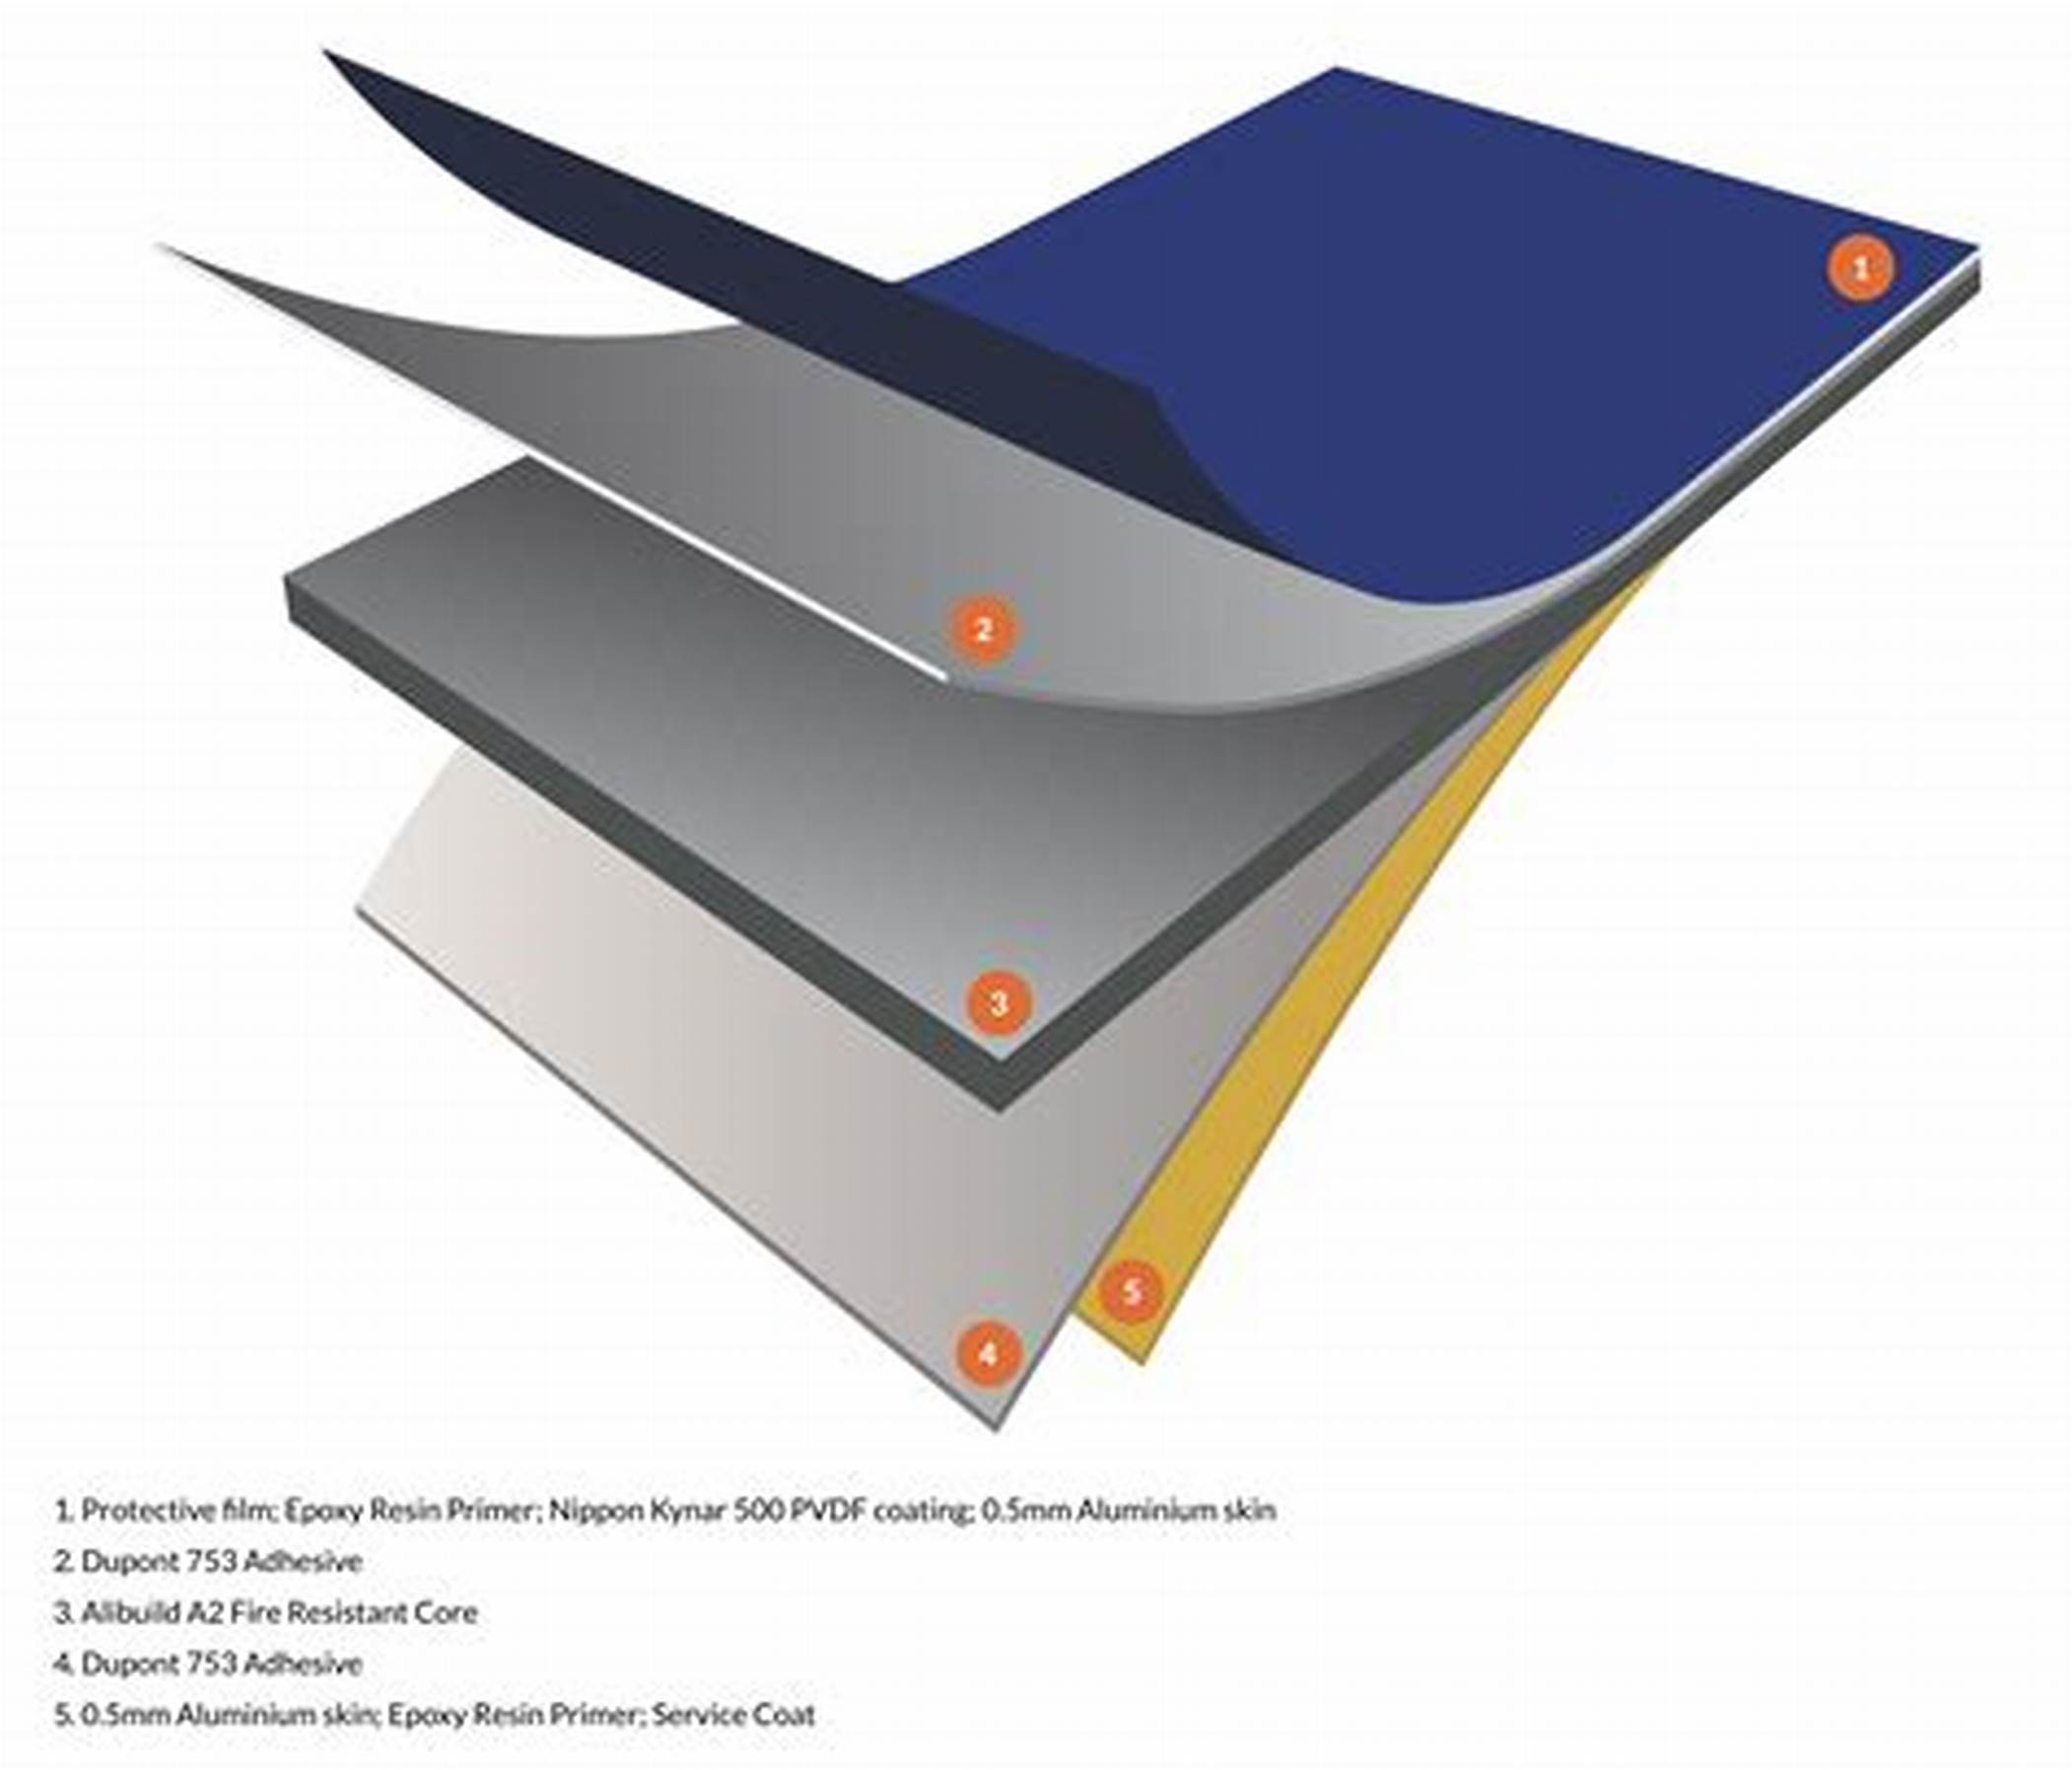 1
2
3
5
4
1. Protective film; Epoxy Resin Primer; Nippon Kynar 500 PVDF coating; 0.5mm Aluminium skin
2. Dupont 753 Adhesive
3. Alibuild A2 Fire Resistant Core
4. Dupont 753 Adhesive
5. 0.5mm Aluminium skin; Epoxy Resin Primer; Service Coat